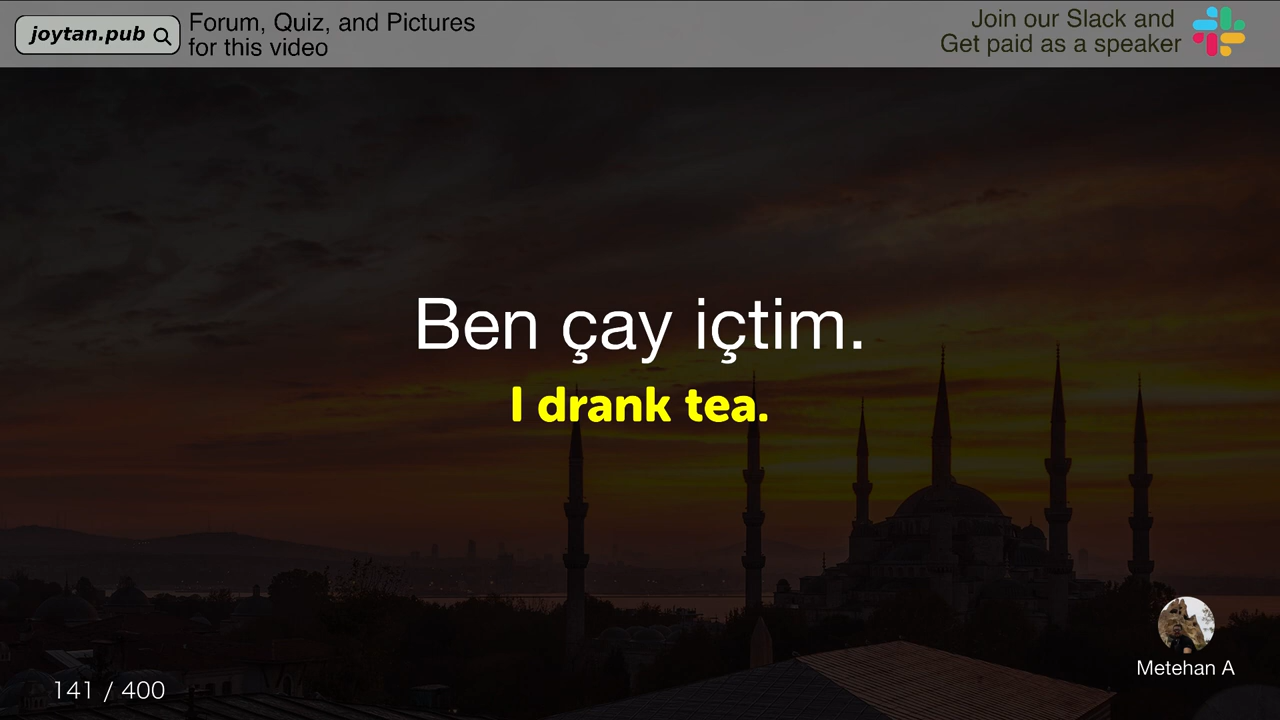 joytan.pub
Forum, Quiz, and Pictures
for this video
Join our Slack and
Get paid as a speaker
Ben çay içtim.
I drank tea.
Metehan A
141 / 400